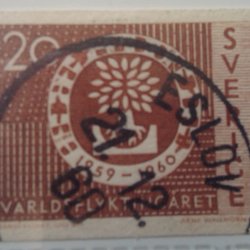 20
SVERIGE
1959 1960
VÄRLDSFLYKTINGÅRET
ESLÖV
21.12.
60